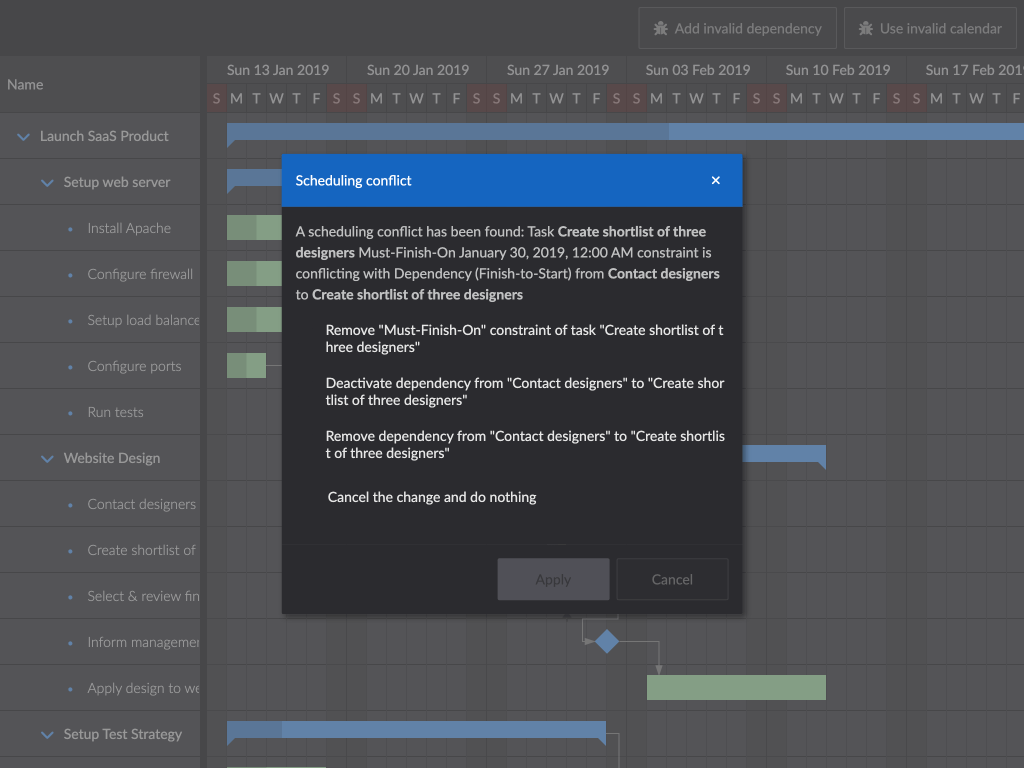 Add invalid dependency
Use invalid calendar
Name
Sun 13 Jan 2019 Sun 20 Jan 2019 Sun 27 Jan 2019 Sun 03 Feb 2019 Sun 10 Feb 2019 Sun 17 Feb 201
S M T W T F S S M T W T F S S M T W T F S S M T W T F S S M T W T F S S M T W T F
Launch SaaS Product
Setup web server
Install Apache
Configure firewall
Setup load balance
Configure ports
Run tests
Website Design
Contact designers
Create shortlist of
Select & review fin
Inform managemen
Apply design to we
Setup Test Strategy
Scheduling conflict
A scheduling conflict has been found: Task Create shortlist of three
designers Must-Finish-On January 30, 2019, 12:00 AM constraint is
conflicting with Dependency (Finish-to-Start) from Contact designers
to Create shortlist of three designers
Remove "Must-Finish-On" constraint of task "Create shortlist of t
hree designers"
Deactivate dependency from "Contact designers" to "Create shor
tlist of three designers"
Remove dependency from "Contact designers" to "Create shortlis
t of three designers"
Cancel the change and do nothing
Apply
Cancel